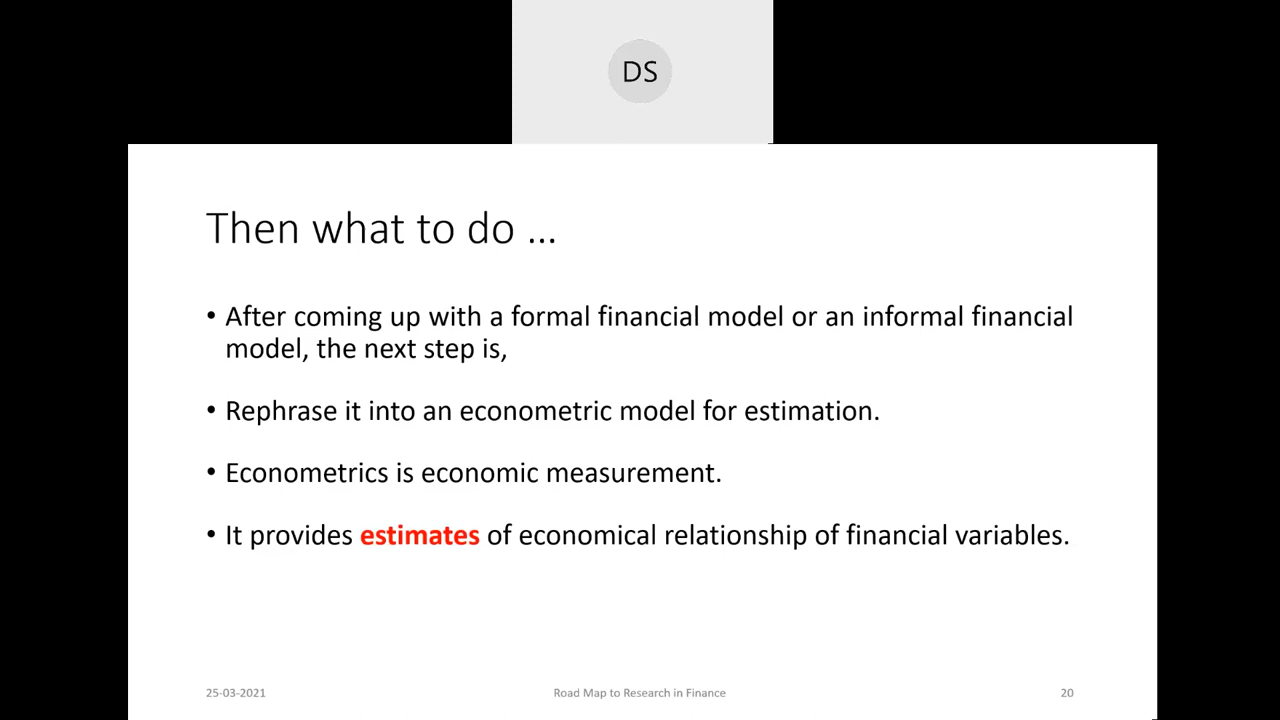 DS
Then what to do ...
• After coming up with a formal financial model or an informal financial
model, the next step is,
• Rephrase it into an econometric model for estimation.
• Econometrics is economic measurement.
• It provides estimates of economical relationship of financial variables.
25-03-2021
Road Map to Research in Finance
20